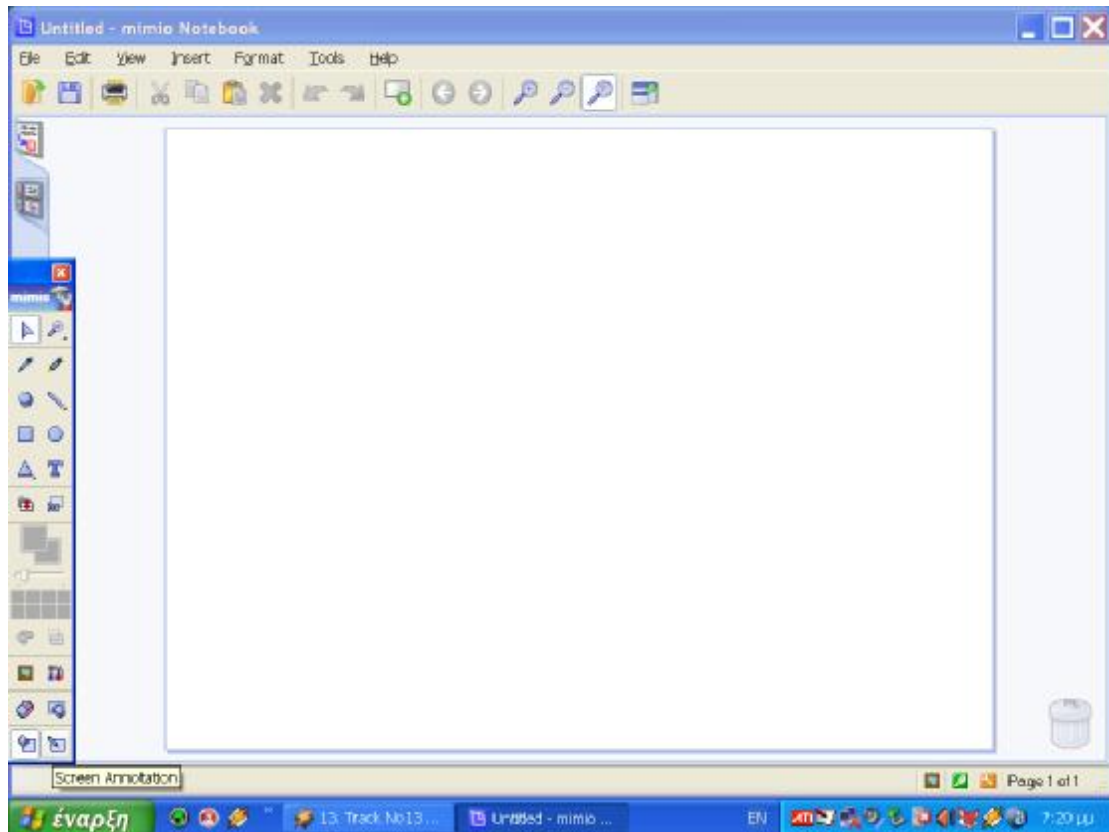 Untitled - mimio Notebook
File Edit View Insert Format Tools Help
mimio
Screen Annotation
Page 1 of 1
έναρξη
13. Track No13 ...
Untitled - mimio ...
EN
7:20 μμ